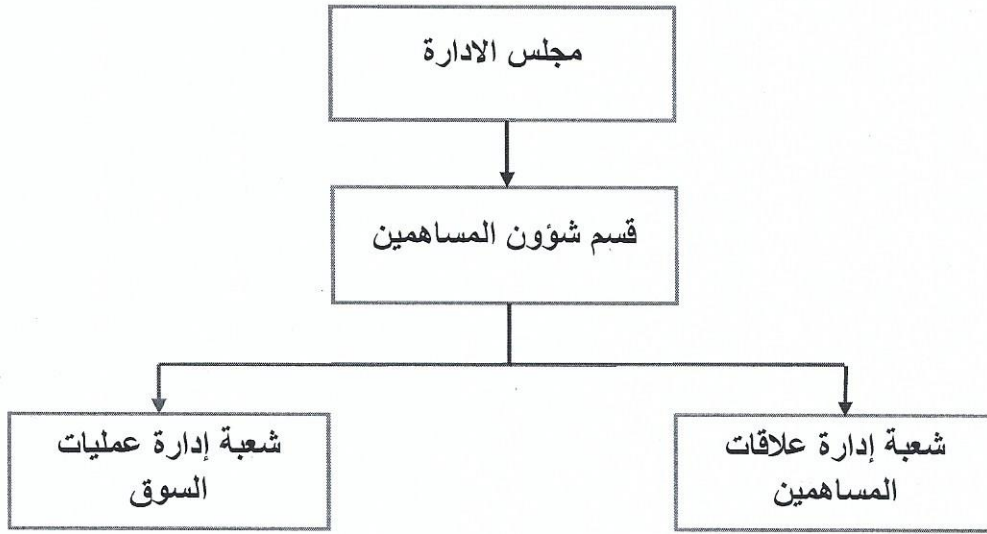 مجلس الادارة
قسم شؤون المساهمين
شعبة إدارة علاقات
المساهمين
شعبة إدارة عمليات
السوق